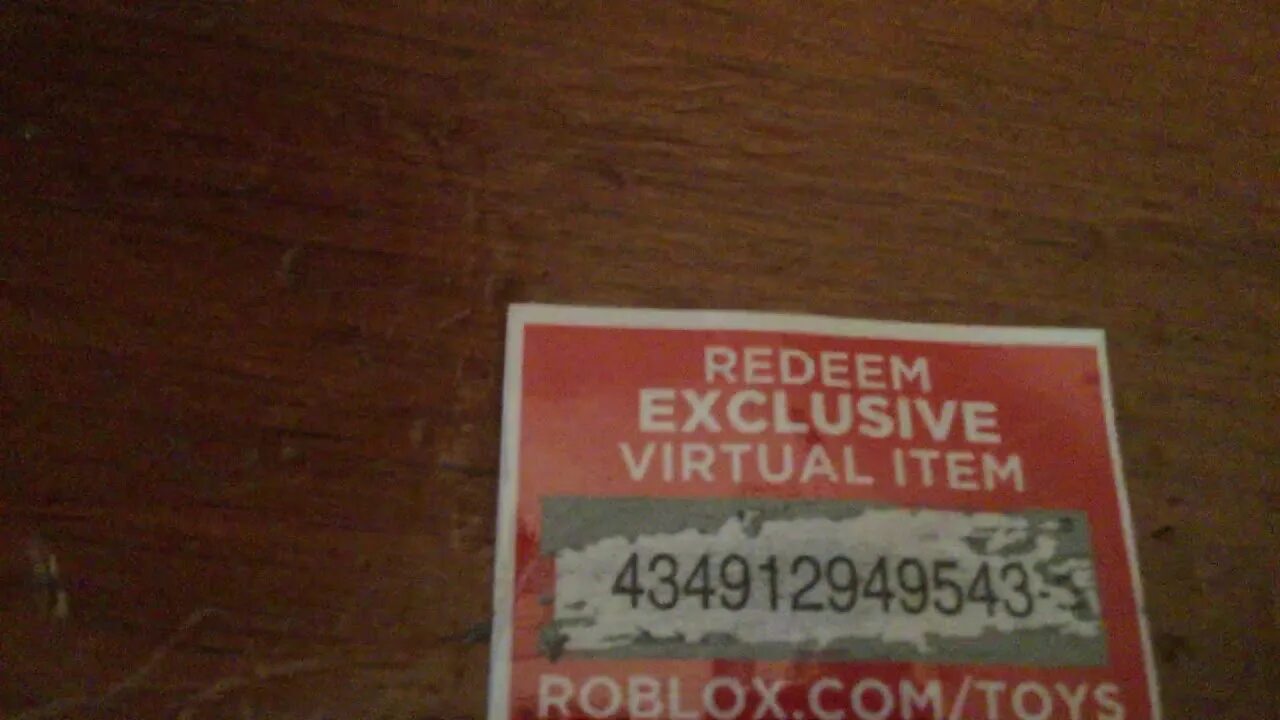 REDEEM
EXCLUSIVE
VIRTUAL ITEM
434912949543
ROBLOX.COM/TOYS